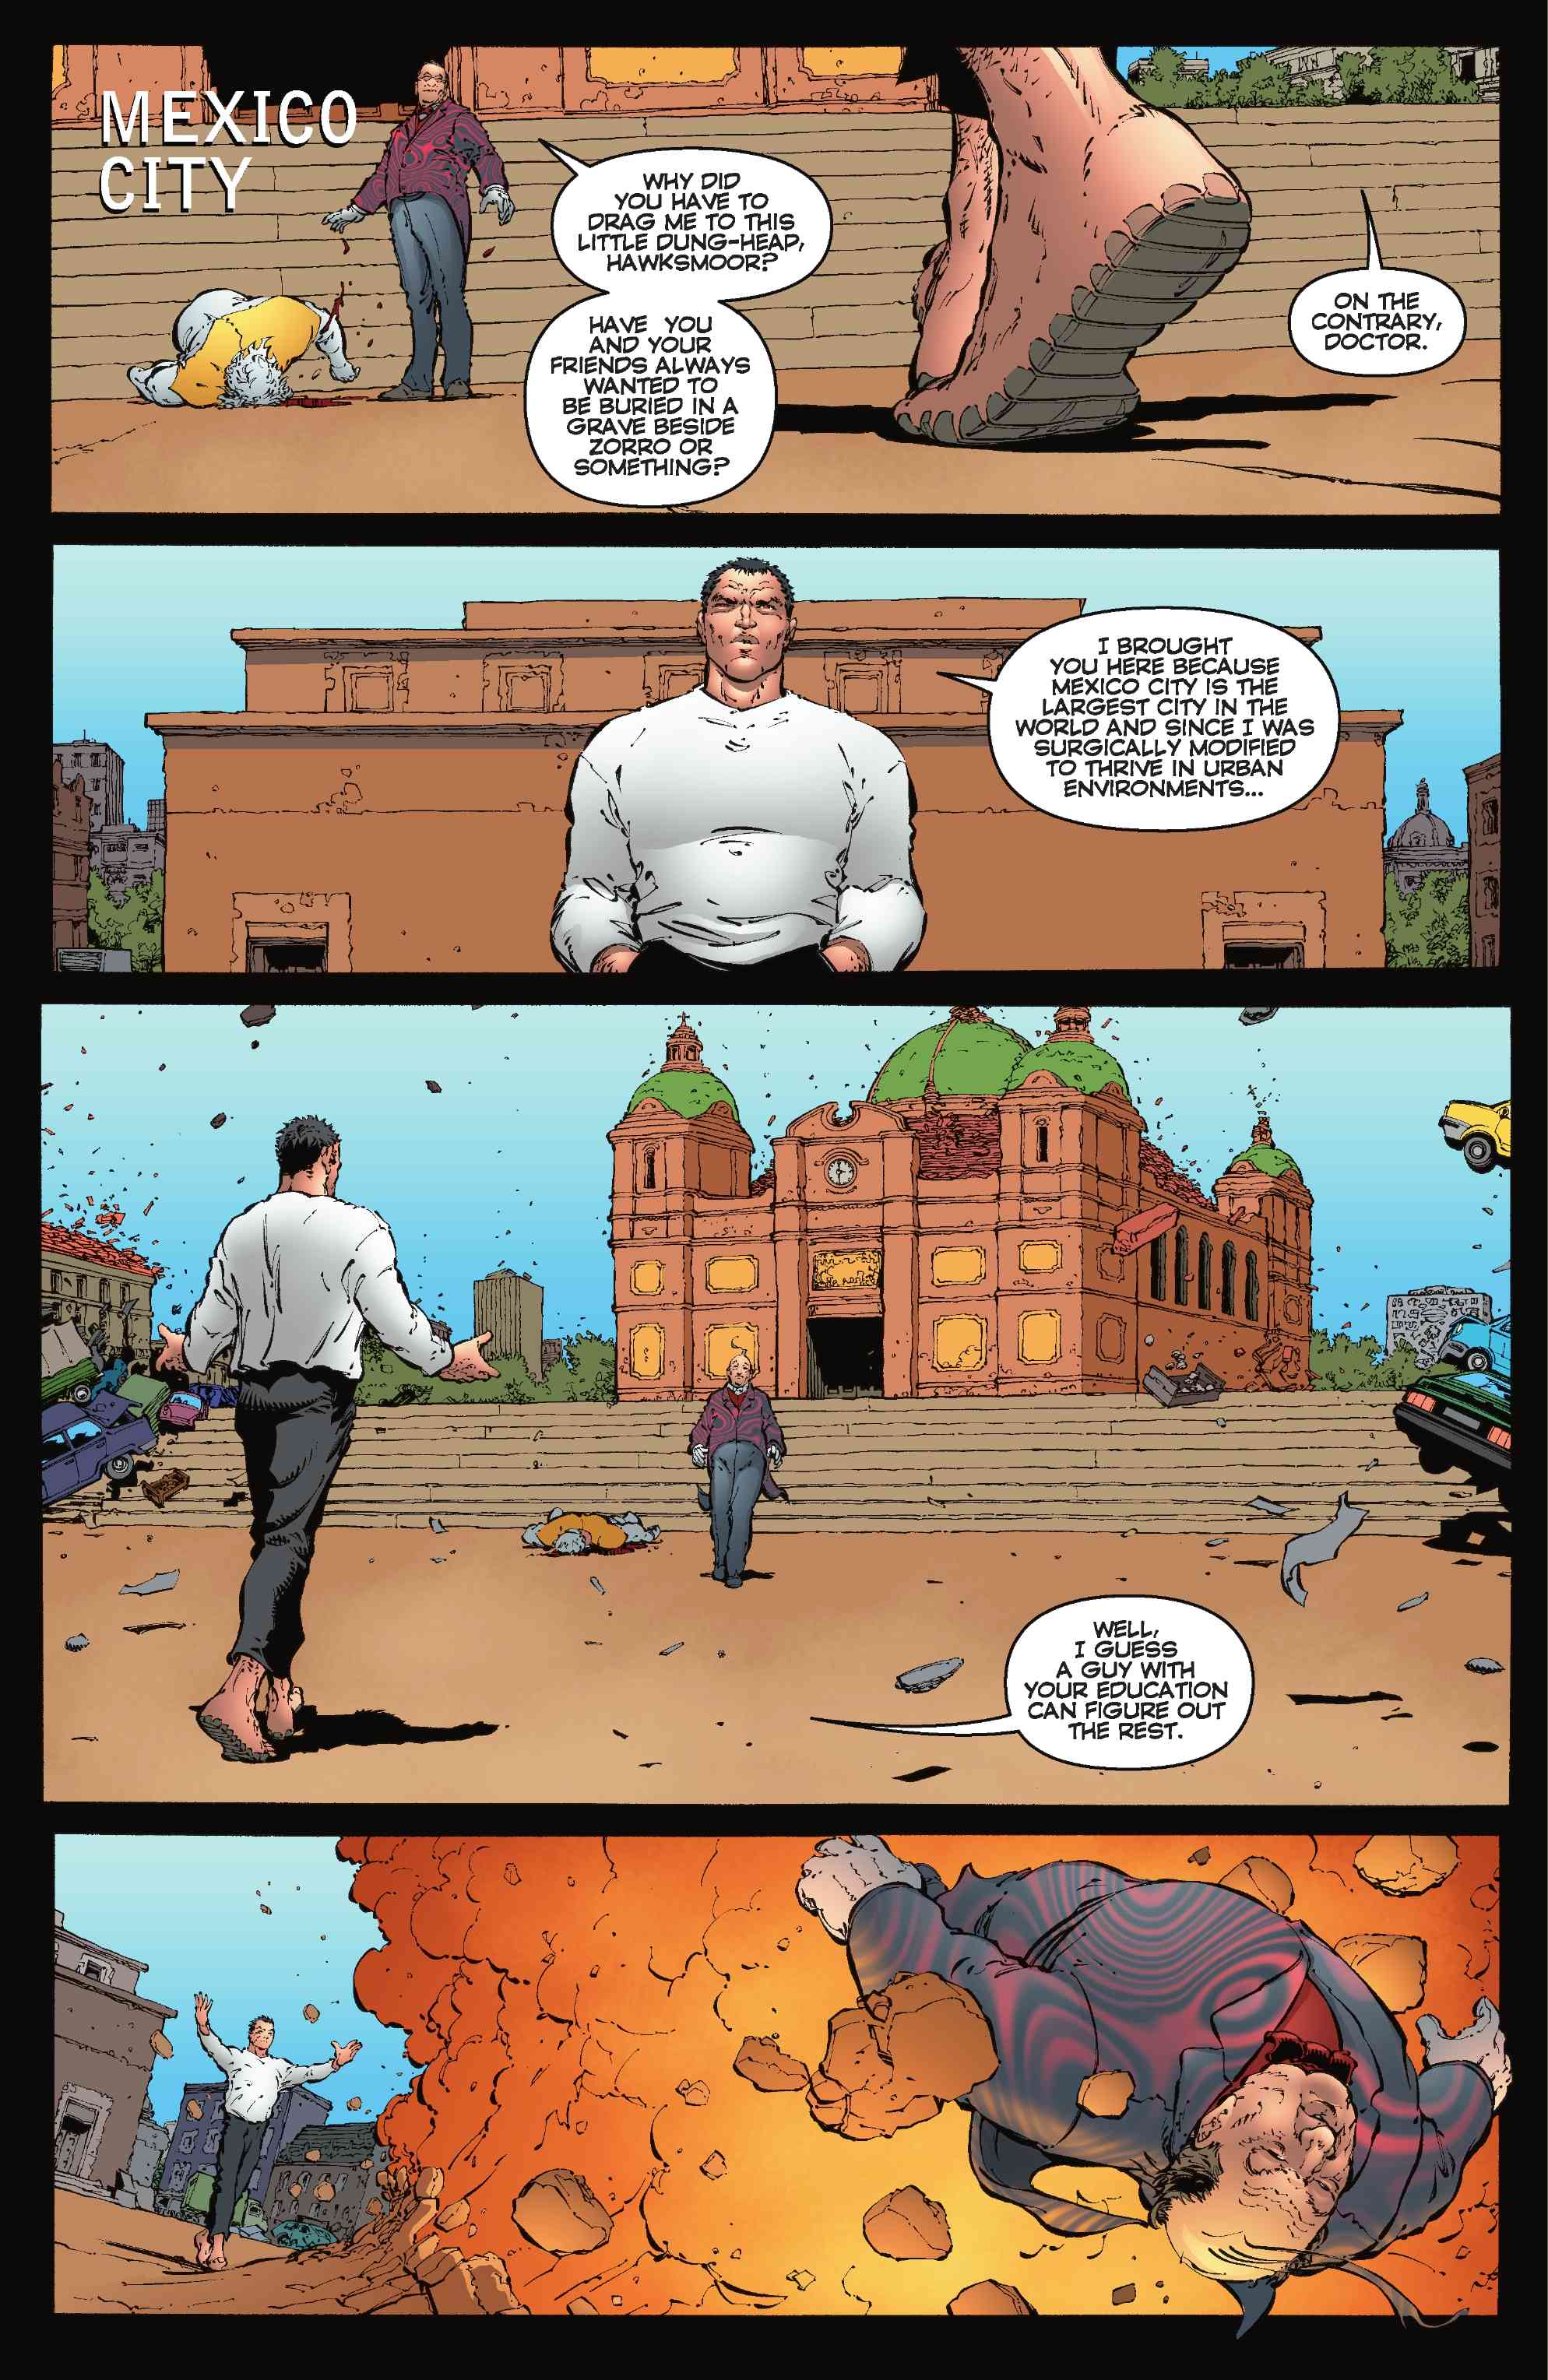 MEXICO
CITY
WHY DID
YOU HAVE TO
DRAG ME TO THIS
LITTLE DUNG-HEAP,
HAWKSMOOR?
HAVE YOU
AND YOUR
FRIENDS ALWAYS
WANTED TO
BE BURIED IN A
GRAVE BESIDE
ZORRO OR
SOMETHING?
ON THE
CONTRARY,
DOCTOR.
I BROUGHT
YOU HERE BECAUSE
MEXICO CITY IS THE
LARGEST CITY IN THE
WORLD AND SINCE I WAS
SURGICALLY MODIFIED
TO THRIVE IN URBAN
ENVIRONMENTS...
WELL,
I GUESS
A GUY WITH
YOUR EDUCATION
CAN FIGURE OUT
THE REST.